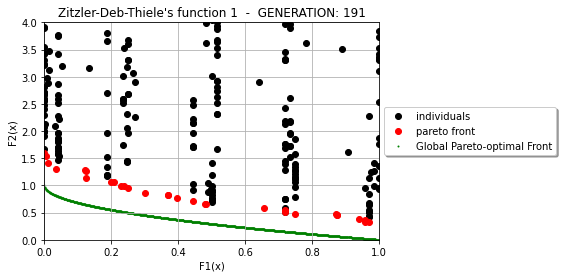 Zitzler-Deb-Thiele's function 1 - GENERATION: 191
4.0
3.5
3.0
2.5
2.0
1.5
1.0
0.5
0.0
F2(x)
0.0 0.2 0.4 0.6 0.8 1.0
F1(x)
individuals
pareto front
Global Pareto-optimal Front